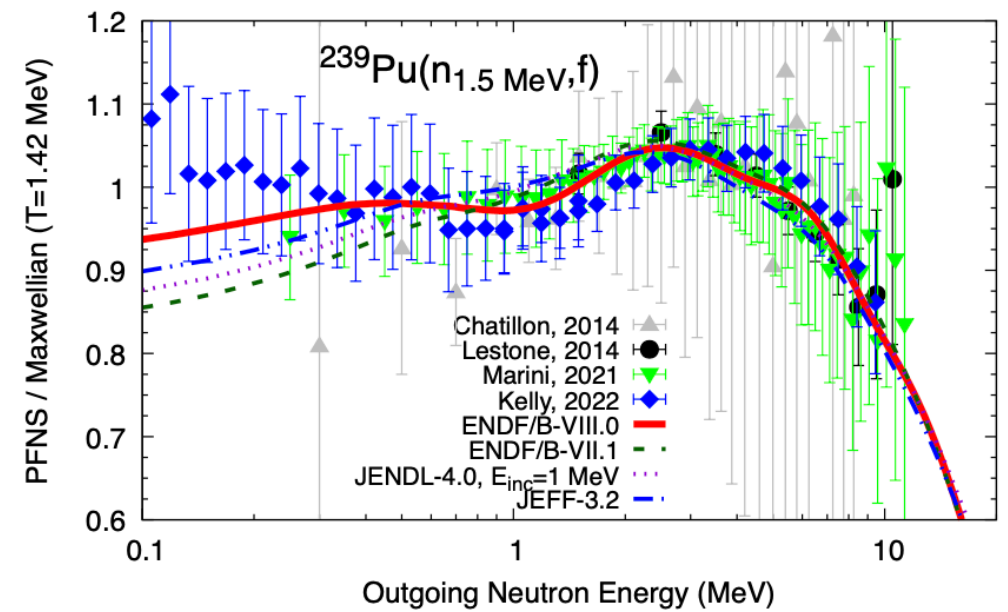 1.2
1.1
1
0.9
0.8
0.7
0.6
PFNS / Maxwellian (T=1.42 MeV)
239Pu(n1.5 MeV,f)
Chatillon, 2014
Lestone, 2014
Marini, 2021
Kelly, 2022
ENDF/B-VIII.0
ENDF/B-VII.1
JENDL-4.0, Einc=1 MeV
JEFF-3.2
0.1 1 10
Outgoing Neutron Energy (MeV)